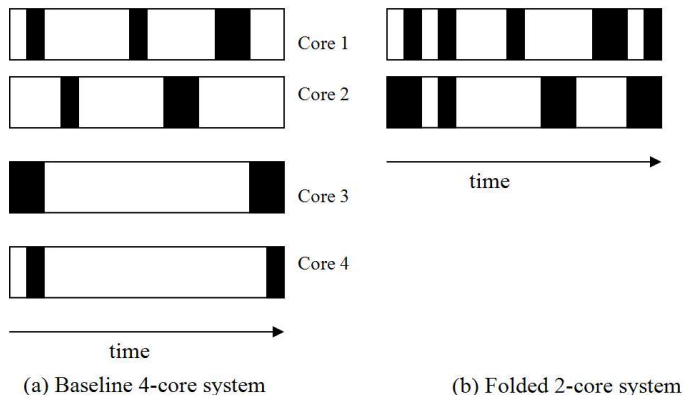 Core 1
Core 2
time
Core 3
Core 4
time
(a) Baseline 4-core system
(b) Folded 2-core system